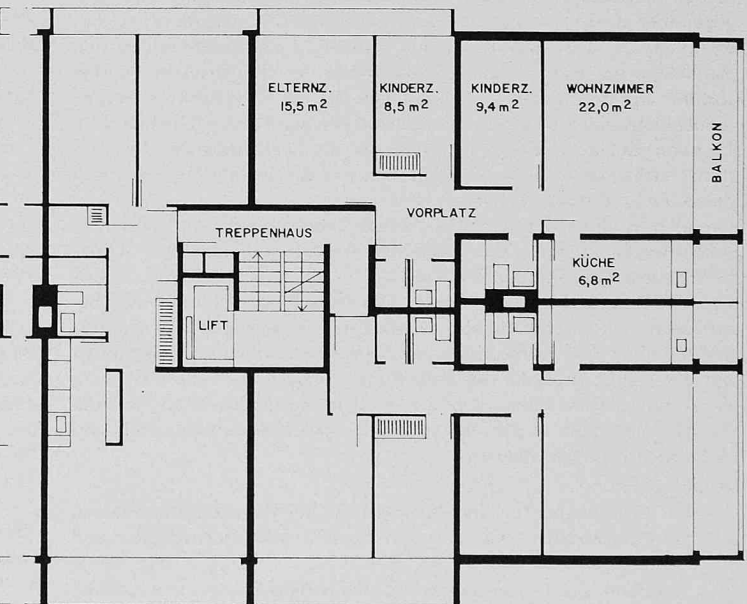 ELTERNZ.
15,5 m²
KINDERZ.
8,5 m²
KINDERZ.
9,4 m²
WOHNZIMMER
22,0 m²
BALKON
VORPLATZ
TREPPENHAUS
KÜCHE
6,8 m²
LIFT